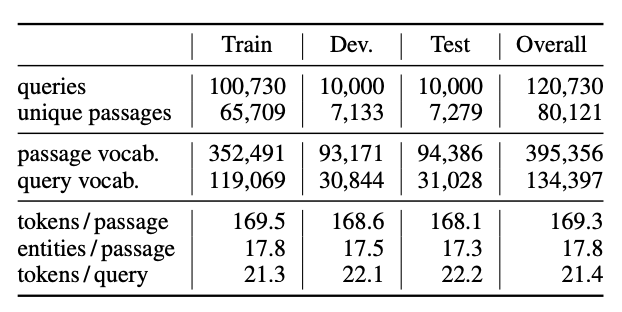 Train Dev. Test Overall
queries 100,730 10,000 10,000 120,730
unique passages 65,709 7,133 7,279 80,121
passage vocab. 352,491 93,171 94,386 395,356
query vocab. 119,069 30,844 31,028 134,397
tokens / passage 169.5 168.6 168.1 169.3
entities / passage 17.8 17.5 17.3 17.8
tokens / query 21.3 22.1 22.2 21.4